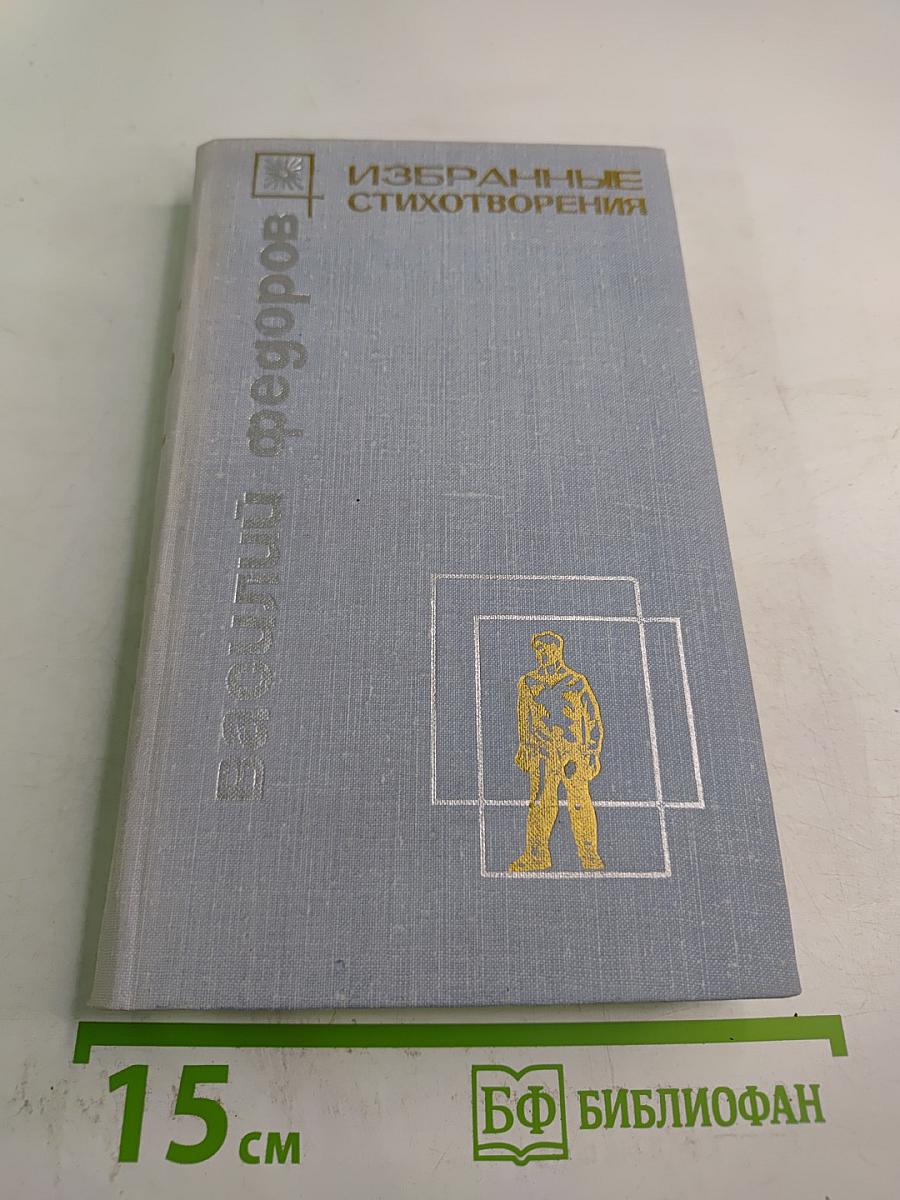 ИЗБРАННЫЕ
СТИХОТВОРЕНИЯ
Василий Федоров
15 см
БФ БИБЛИОФАН